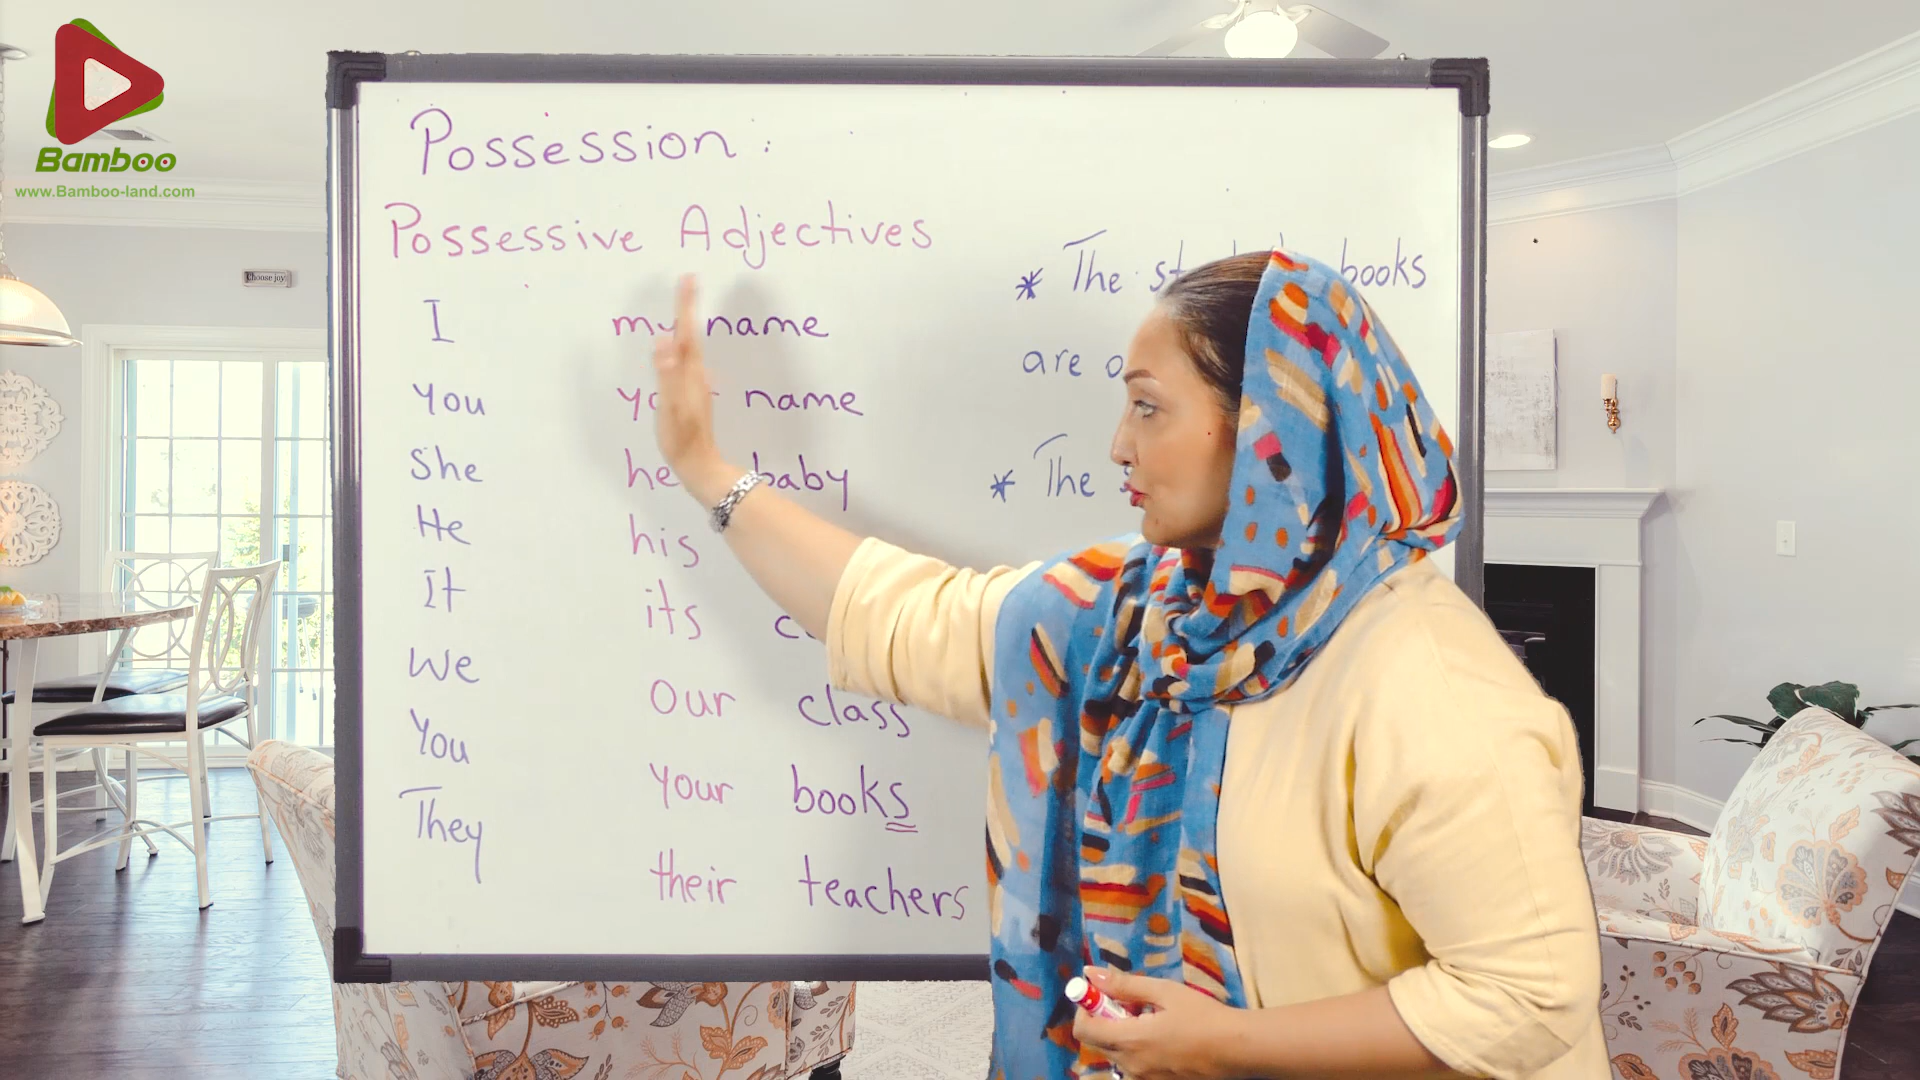 Bamboo
www.Bamboo-land.com
Choose joy
Possession :
Possessive Adjectives
I my name
You name
She baby
He his
It its
We our class
You your books
They their teachers
* The books
are
* The